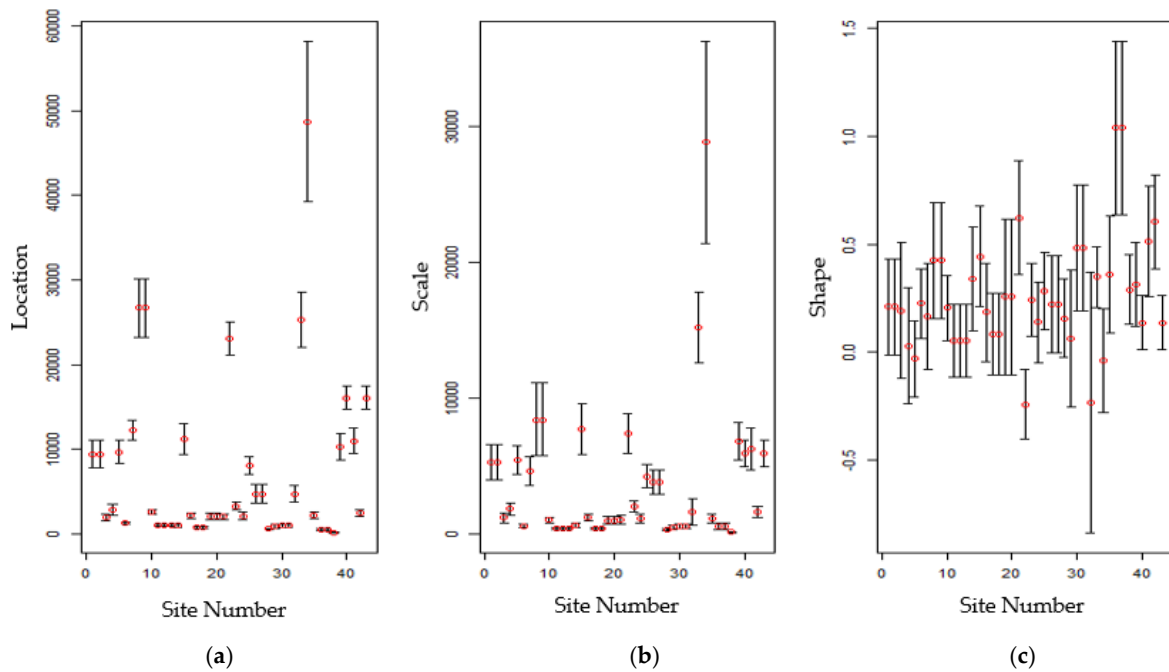 Location
0 10000 20000 30000 40000 50000 60000
0 10 20 30 40
Site Number
(a)
Scale
0 10000 20000 30000
0 10 20 30 40
Site Number
(b)
Shape
-0.5 0.0 0.5 1.0 1.5
0 10 20 30 40
Site Number
(c)